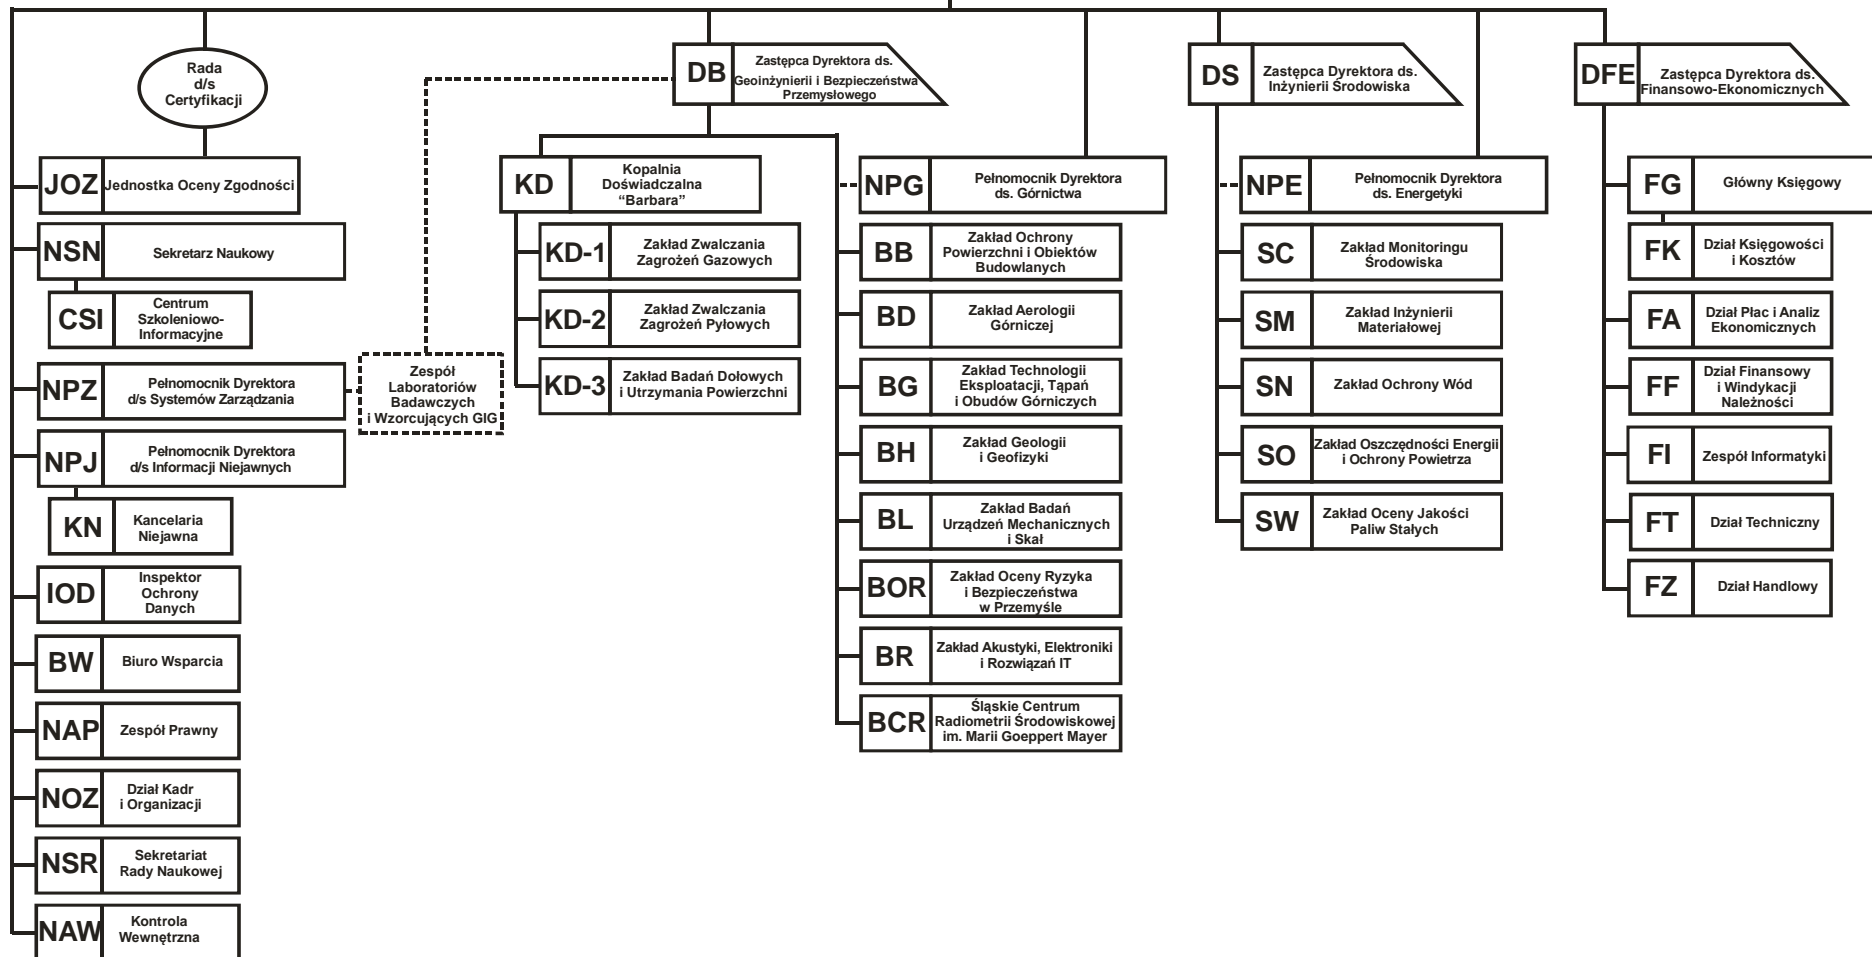 Rada
d/s
Certyfikacji
JOZ
Jednostka Oceny Zgodności
NSN
Sekretarz Naukowy
CSI
Centrum
Szkoleniowo-
Informacyjne
NPZ
Pełnomocnik Dyrektora
d/s Systemów Zarządzania
NPJ
Pełnomocnik Dyrektora
d/s Informacji Niejawnych
KN
Kancelaria
Niejawna
IOD
Inspektor
Ochrony
Danych
BW
Biuro Wsparcia
NAP
Zespół Prawny
NOZ
Dział Kadr
i Organizacji
NSR
Sekretariat
Rady Naukowej
NAW
Kontrola
Wewnętrzna
Zespół
Laboratoriów
Badawczych
i Wzorcujących GIG
DB
Zastępca Dyrektora ds.
Geoinżynierii i Bezpieczeństwa
Przemysłowego
KD
Kopalnia
Doświadczalna
“Barbara”
KD-1
Zakład Zwalczania
Zagrożeń Gazowych
KD-2
Zakład Zwalczania
Zagrożeń Pyłowych
KD-3
Zakład Badań Dołowych
i Utrzymania Powierzchni
NPG
Pełnomocnik Dyrektora
ds. Górnictwa
BB
Zakład Ochrony
Powierzchni i Obiektów
Budowlanych
BD
Zakład Aerologii
Górniczej
BG
Zakład Technologii
Eksploatacji, Tąpań
i Obudów Górniczych
BH
Zakład Geologii
i Geofizyki
BL
Zakład Badań
Urządzeń Mechanicznych
i Skał
BOR
Zakład Oceny Ryzyka
i Bezpieczeństwa
w Przemyśle
BR
Zakład Akustyki, Elektroniki
i Rozwiązań IT
BCR
Śląskie Centrum
Radiometrii Środowiskowej
im. Marii Goeppert Mayer
DS
Zastępca Dyrektora ds.
Inżynierii Środowiska
NPE
Pełnomocnik Dyrektora
ds. Energetyki
SC
Zakład Monitoringu
Środowiska
SM
Zakład Inżynierii
Materiałowej
SN
Zakład Ochrony Wód
SO
Zakład Oszczędności Energii
i Ochrony Powietrza
SW
Zakład Oceny Jakości
Paliw Stałych
DFE
Zastępca Dyrektora ds.
Finansowo-Ekonomicznych
FG
Główny Księgowy
FK
Dział Księgowości
i Kosztów
FA
Dział Płac i Analiz
Ekonomicznych
FF
Dział Finansowy
i Windykacji
Należności
FI
Zespół Informatyki
FT
Dział Techniczny
FZ
Dział Handlowy